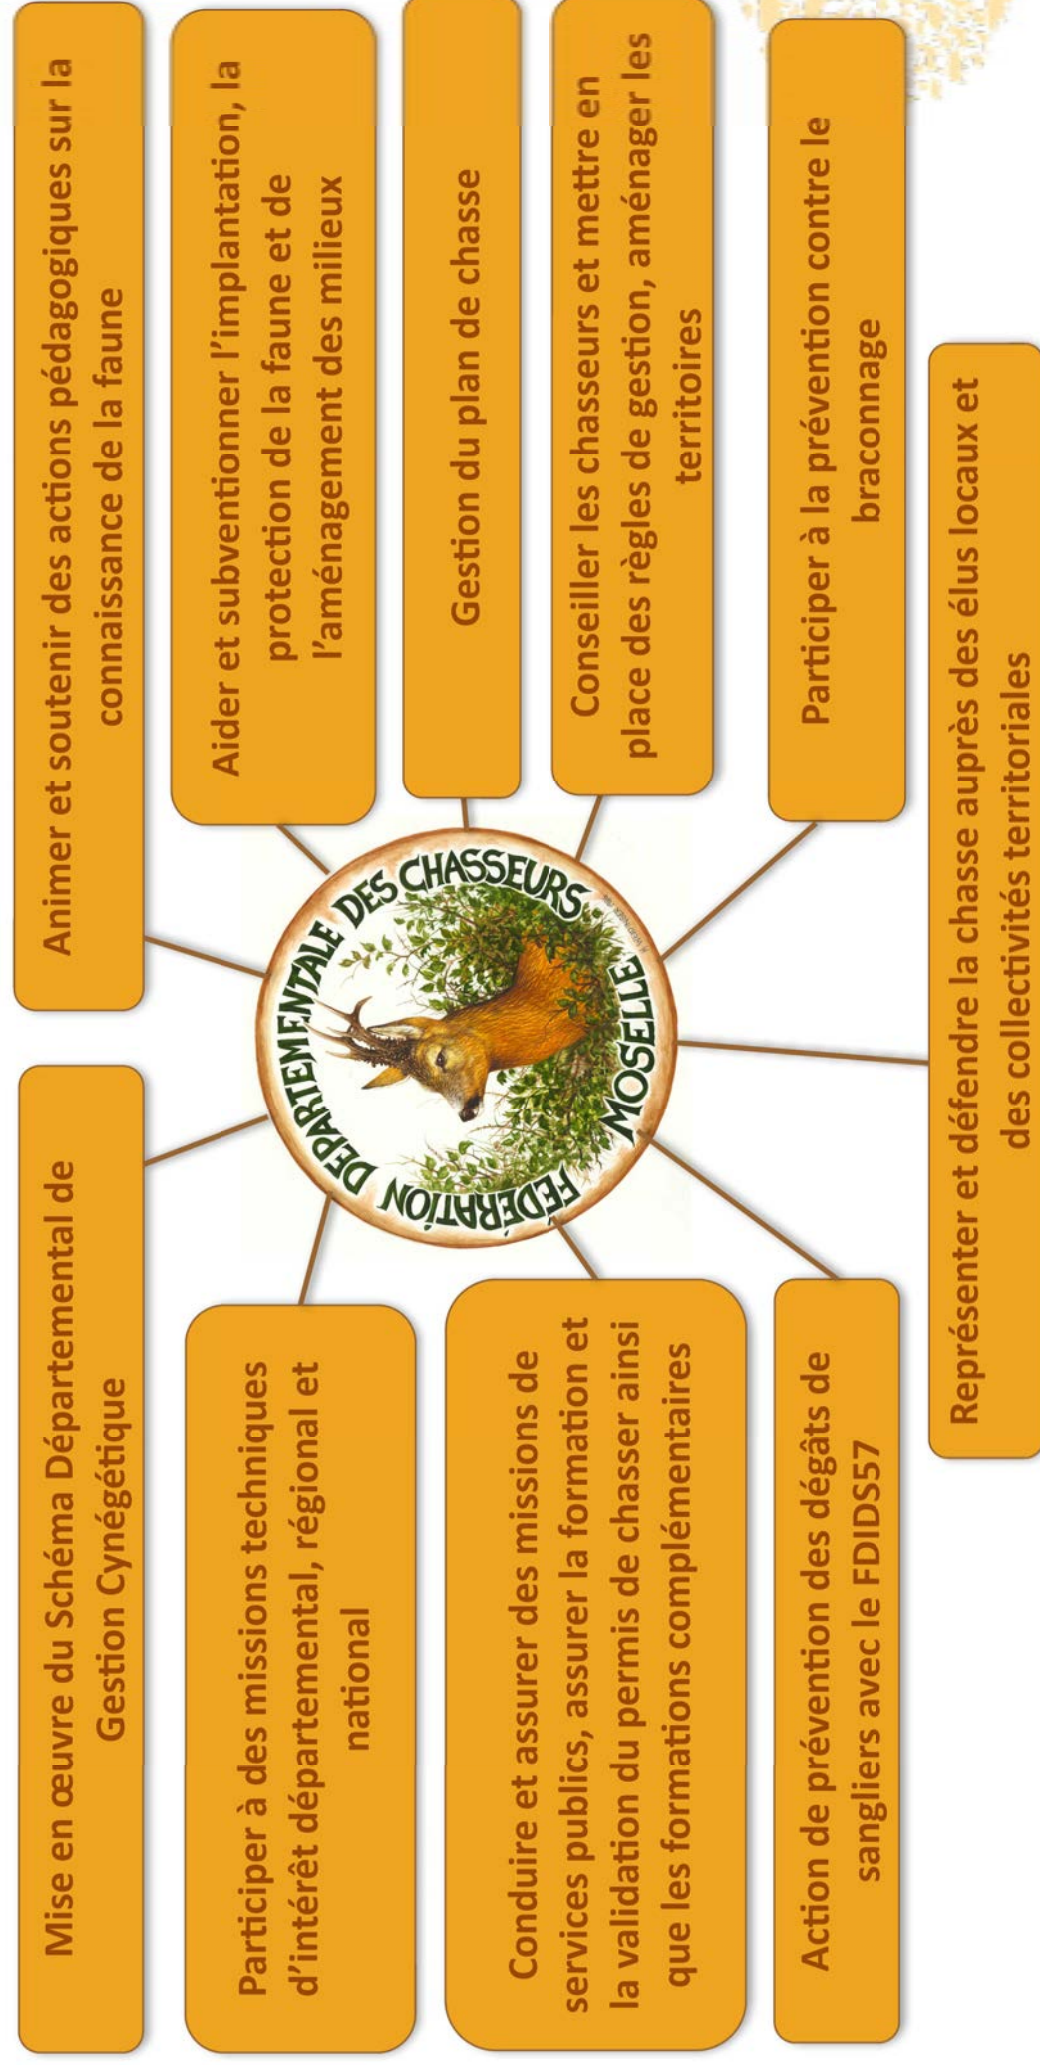 Mise en œuvre du Schéma Départemental de
Gestion Cynégétique
Animer et soutenir des actions pédagogiques sur la
connaissance de la faune
Participer à des missions techniques
d'intérêt départemental, régional et
national
Aider et subventionner l'implantation, la
protection de la faune et de
l'aménagement des milieux
FÉDÉRATION DEPARTEMENTALE DES CHASSEURS
MOSELLE
Gestion du plan de chasse
Conduire et assurer des missions de
services publics, assurer la formation et
la validation du permis de chasser ainsi
que les formations complémentaires
Conseiller les chasseurs et mettre en
place des règles de gestion, aménager les
territoires
Action de prévention des dégâts de
sangliers avec le FDIDS57
Participer à la prévention contre le
braconnage
Représenter et défendre la chasse auprès des élus locaux et
des collectivités territoriales